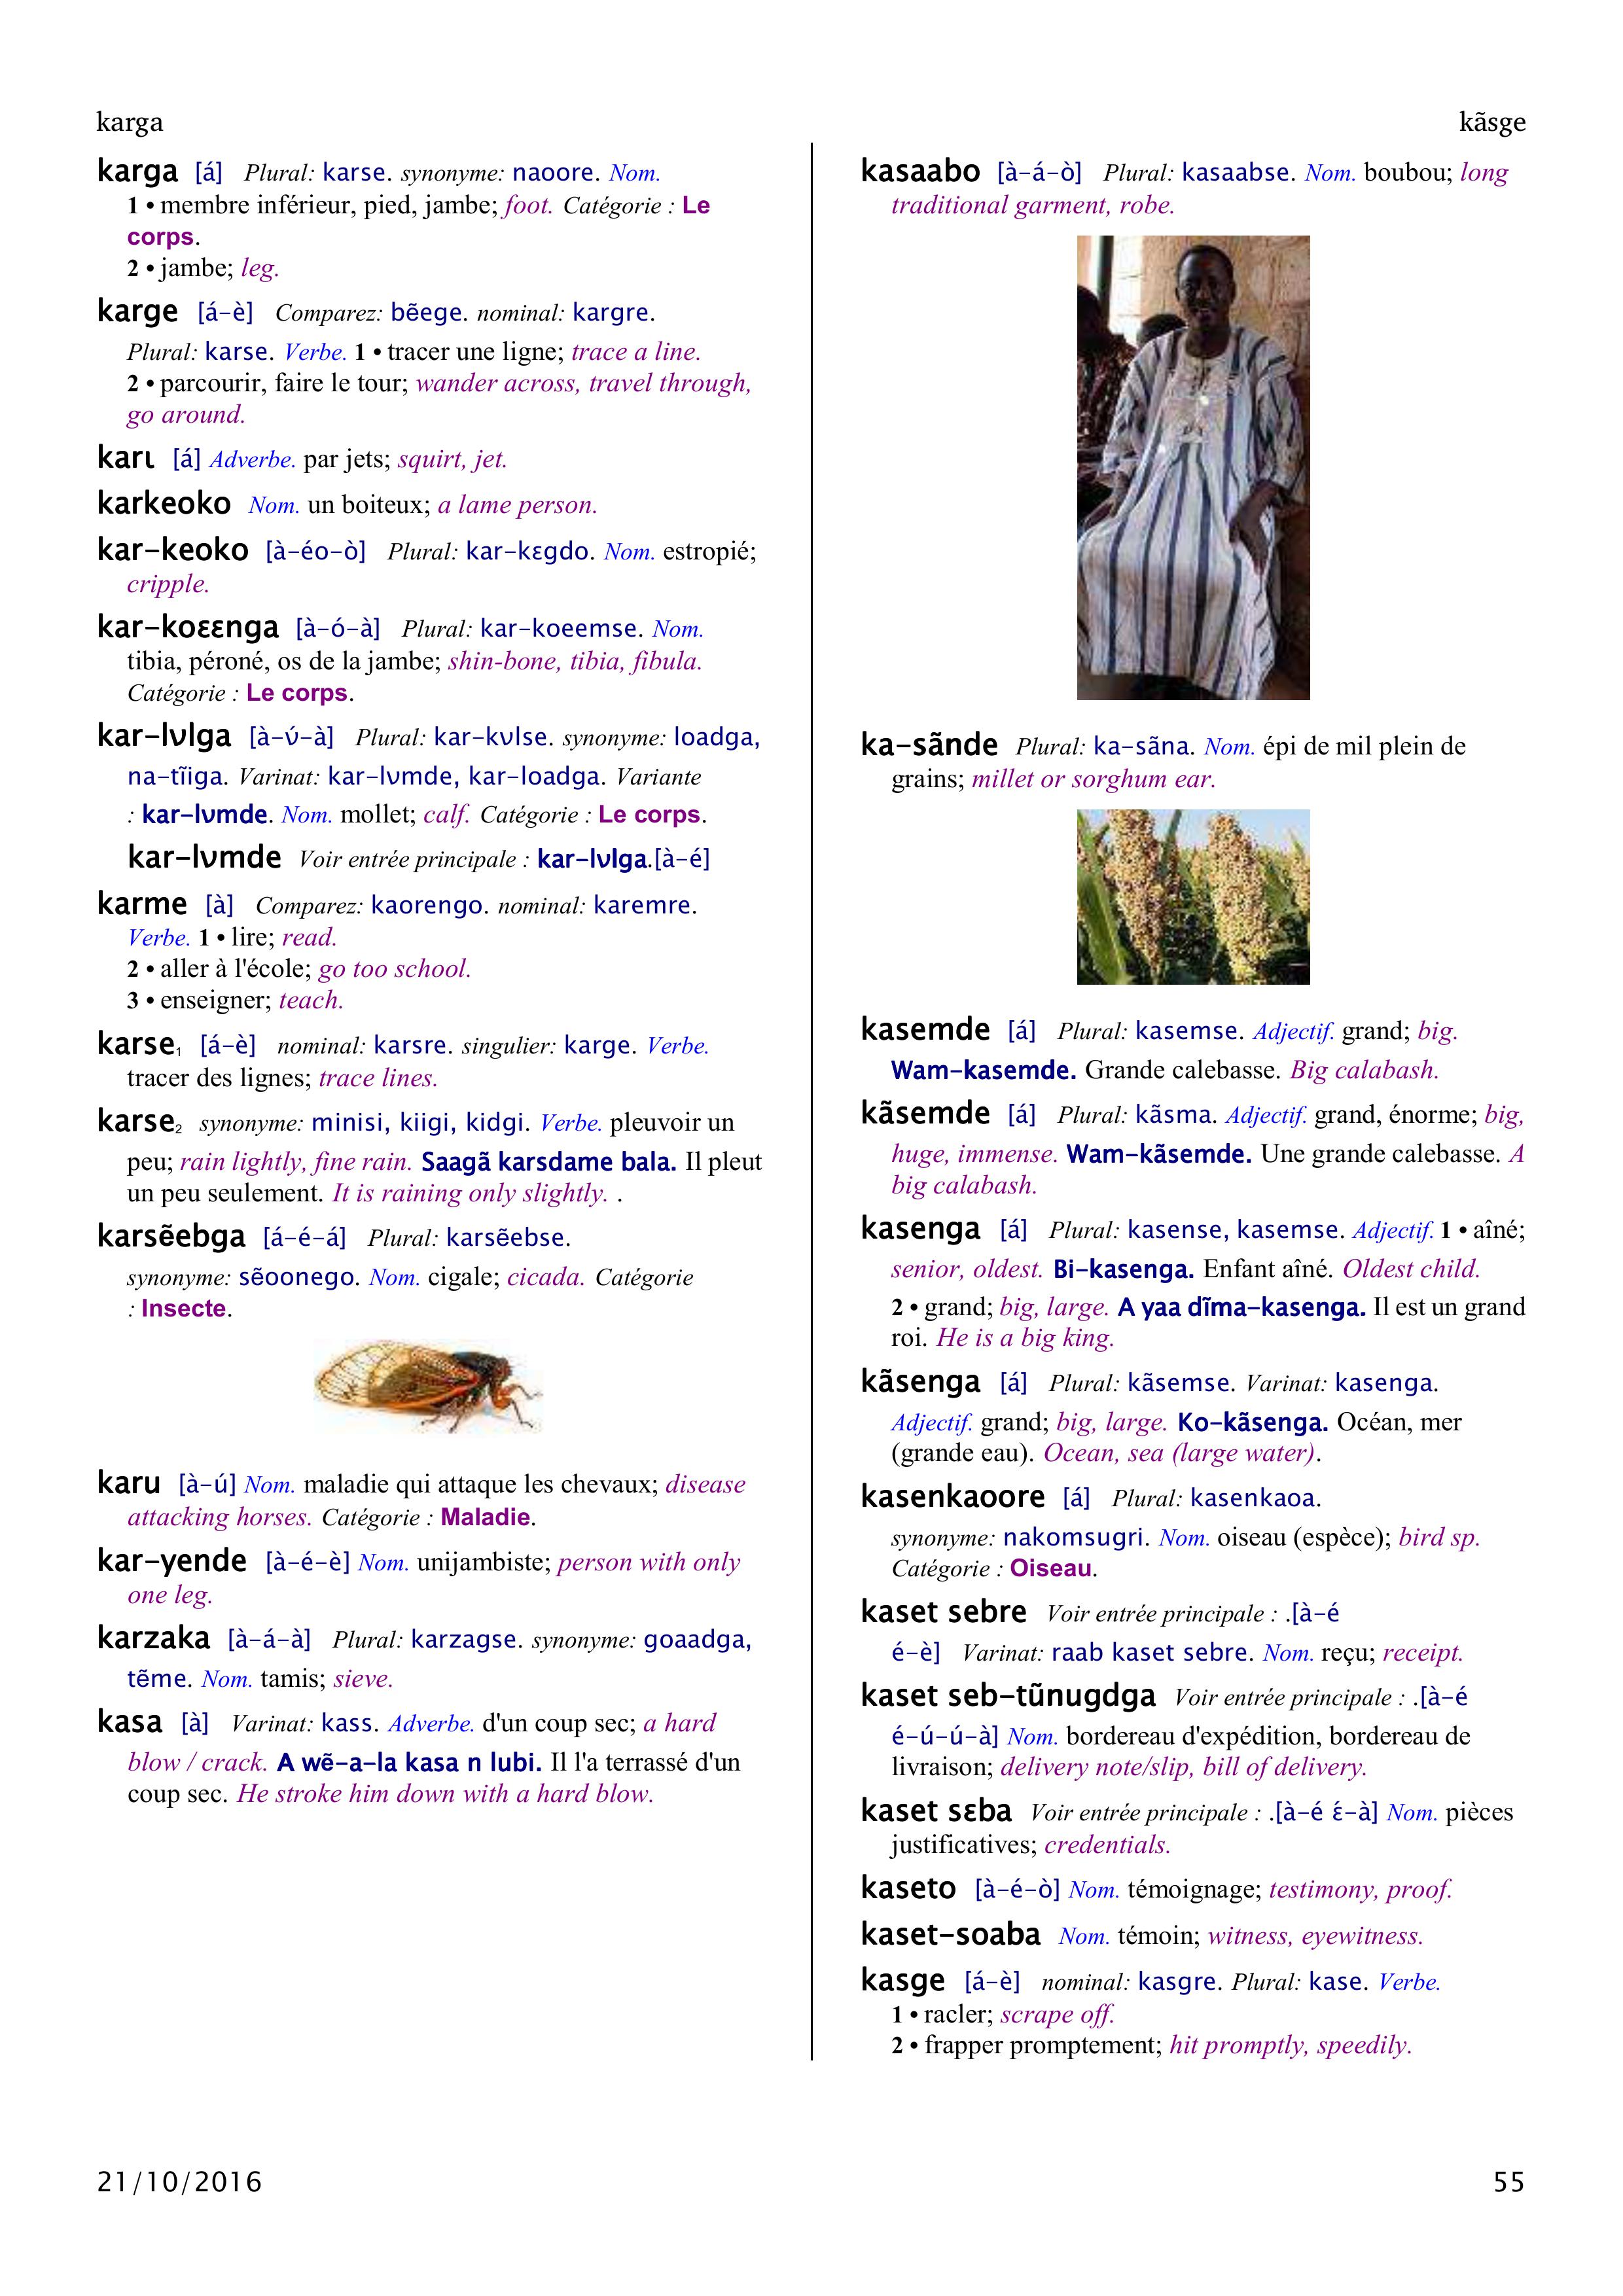 karga
kãsge
karga [á] Plural: karse. synonyme: naoore. Nom.
1 • membre inférieur, pied, jambe; foot. Catégorie : Le
corps.
2 • jambe; leg.
karge [á-è] Comparez: bẽege. nominal: kargre.
Plural: karse. Verbe. 1 • tracer une ligne; trace a line.
2 • parcourir, faire le tour; wander across, travel through,
go around.
karɩ [á] Adverbe. par jets; squirt, jet.
karkeoko Nom. un boiteux; a lame person.
kar-keoko [à-éo-ò] Plural: kar-kɛgdo. Nom. estropié;
cripple.
kar-koɛɛnga [à-ó-à] Plural: kar-koeemse. Nom.
tibia, péroné, os de la jambe; shin-bone, tibia, fibula.
Catégorie : Le corps.
kar-lʋlga [à-ʋ́-à] Plural: kar-kʋlse. synonyme: loadga,
na-tĩiga. Varinat: kar-lʋmde, kar-loadga. Variante
: kar-lʋmde. Nom. mollet; calf. Catégorie : Le corps.
kar-lʋmde Voir entrée principale : kar-lʋlga.[à-é]
karme [à] Comparez: kaorengo. nominal: karemre.
Verbe. 1 • lire; read.
2 • aller à l'école; go too school.
3 • enseigner; teach.
karse₁ [á-è] nominal: karsre. singulier: karge. Verbe.
tracer des lignes; trace lines.
karse₂ synonyme: minisi, kiigi, kidgi. Verbe. pleuvoir un
peu; rain lightly, fine rain. Saagã karsdame bala. Il pleut
un peu seulement. It is raining only slightly. .
karsẽebga [á-é-á] Plural: karsẽebse.
synonyme: sẽoonego. Nom. cigale; cicada. Catégorie
: Insecte.
karu [à-ú] Nom. maladie qui attaque les chevaux; disease
attacking horses. Catégorie : Maladie.
kar-yende [à-é-è] Nom. unijambiste; person with only
one leg.
karzaka [à-á-à] Plural: karzagse. synonyme: goaadga,
tẽme. Nom. tamis; sieve.
kasa [à] Varinat: kass. Adverbe. d'un coup sec; a hard
blow / crack. A wẽ-a-la kasa n lubi. Il l'a terrassé d'un
coup sec. He stroke him down with a hard blow.
kasaabo [à-á-ò] Plural: kasaabse. Nom. boubou; long
traditional garment, robe.
ka-sãnde Plural: ka-sãna. Nom. épi de mil plein de
grains; millet or sorghum ear.
kasemde [á] Plural: kasemse. Adjectif. grand; big.
Wam-kasemde. Grande calebasse. Big calabash.
kãsemde [á] Plural: kãsma. Adjectif. grand, énorme; big,
huge, immense. Wam-kãsemde. Une grande calebasse. A
big calabash.
kasenga [á] Plural: kasense, kasemse. Adjectif. 1 • aîné;
senior, oldest. Bi-kasenga. Enfant aîné. Oldest child.
2 • grand; big, large. A yaa dĩma-kasenga. Il est un grand
roi. He is a big king.
kãsenga [á] Plural: kãsemse. Varinat: kasenga.
Adjectif. grand; big, large. Ko-kãsenga. Océan, mer
(grande eau). Ocean, sea (large water).
kasenkaoore [á] Plural: kasenkaoa.
synonyme: nakomsugri. Nom. oiseau (espèce); bird sp.
Catégorie : Oiseau.
kaset sebre Voir entrée principale : .[à-é
é-è] Varinat: raab kaset sebre. Nom. reçu; receipt.
kaset seb-tũnugdga Voir entrée principale : .[à-é
é-ú-ú-à] Nom. bordereau d'expédition, bordereau de
livraison; delivery note/slip, bill of delivery.
kaset sɛba Voir entrée principale : .[à-é ɛ́-à] Nom. pièces
justificatives; credentials.
kaseto [à-é-ò] Nom. témoignage; testimony, proof.
kaset-soaba Nom. témoin; witness, eyewitness.
kasge [á-è] nominal: kasgre. Plural: kase. Verbe.
1 • racler; scrape off.
2 • frapper promptement; hit promptly, speedily.
21/10/2016
55